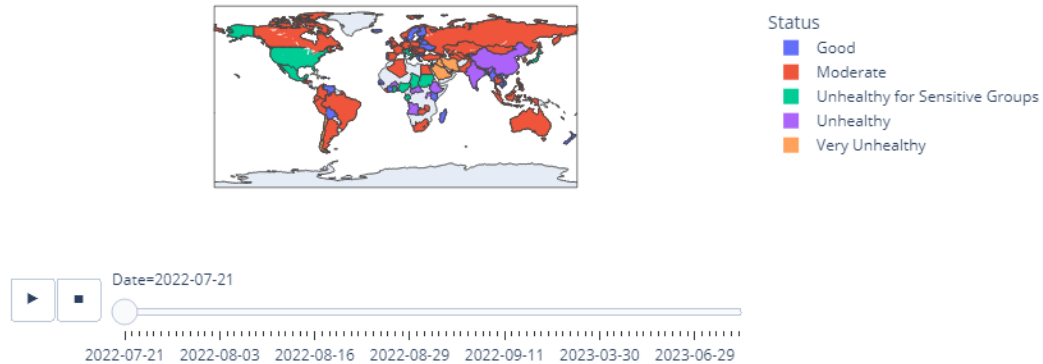 Status
Good
Moderate
Unhealthy for Sensitive Groups
Unhealthy
Very Unhealthy
Date=2022-07-21
2022-07-21 2022-08-03 2022-08-16 2022-08-29 2022-09-11 2023-03-30 2023-06-29